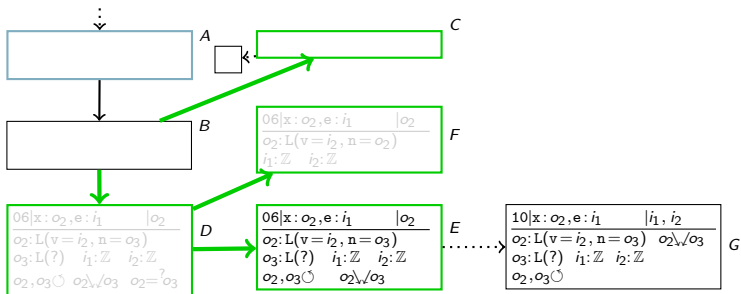 A
C
B
06|x: o₂,e: i₁ |o₂
o₂: L(v= i₂, n= o₂)
i₁: ℤ i₂: ℤ
F
06|x: o₂,e: i₁ |o₂
o₂: L(v= i₂, n= o₃)
o₃: L(?) i₁: ℤ i₂: ℤ
o₂,o₃↺ o₂↘↙o₃ o₂=?o₃
D
06|x: o₂,e: i₁ |o₂
o₂: L(v= i₂, n= o₃)
o₃: L(?) i₁: ℤ i₂: ℤ
o₂,o₃↺ o₂↘↙o₃
E
10|x: o₂,e: i₁ |i₁, i₂
o₂: L(v= i₂, n= o₃) o₂↘↙o₃
o₃: L(?) i₁: ℤ i₂: ℤ
o₂,o₃↺
G